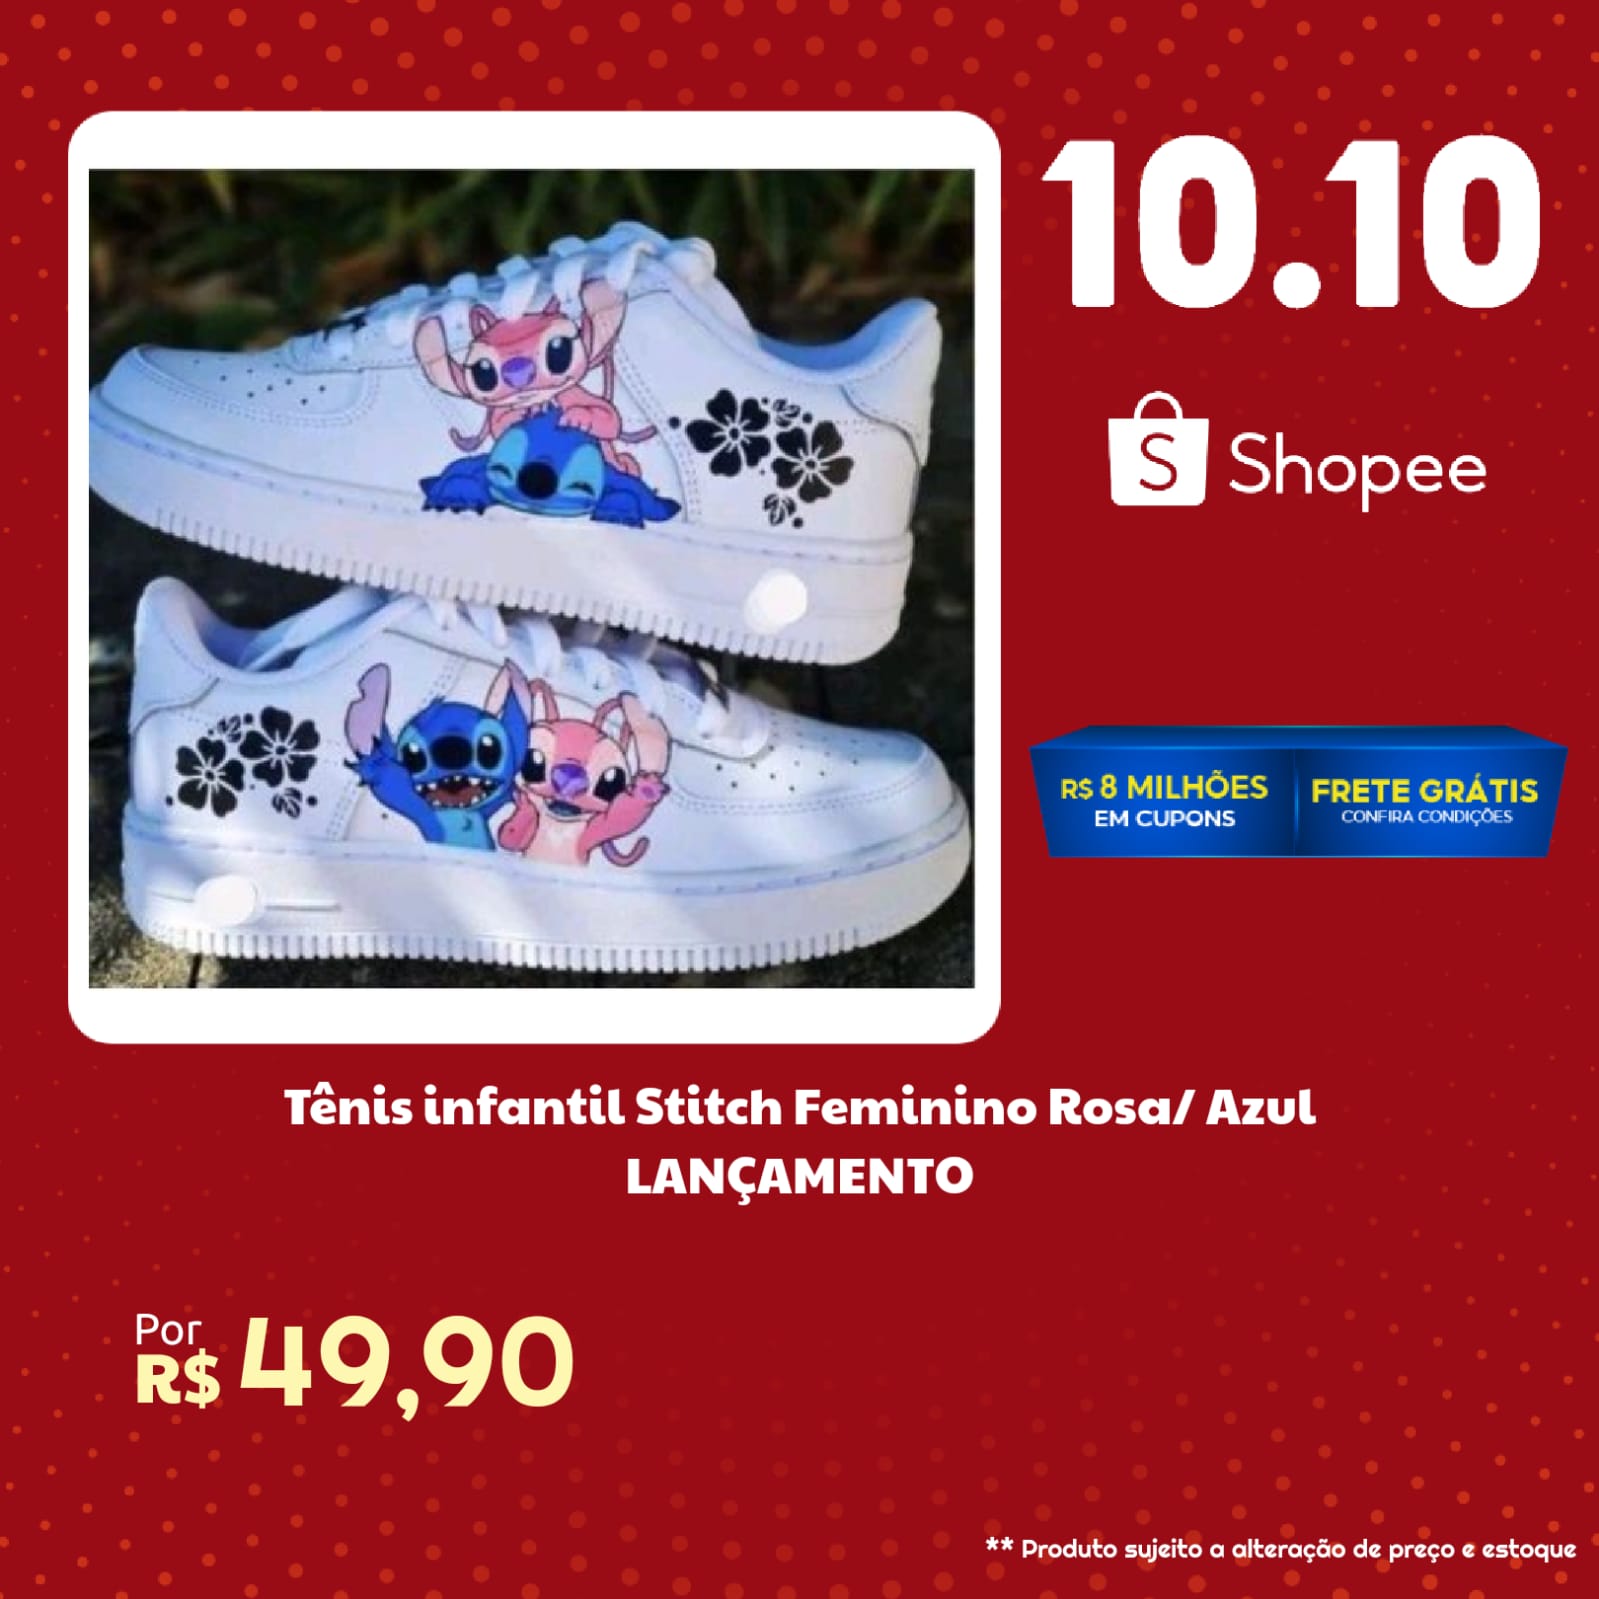 10.10
S Shopee
R$ 8 MILHÕES
EM CUPONS
FRETE GRÁTIS
CONFIRA CONDIÇÕES
Tênis infantil Stitch Feminino Rosa/ Azul
LANÇAMENTO
Por
R$ 49,90
** Produto sujeito a alteração de preço e estoque